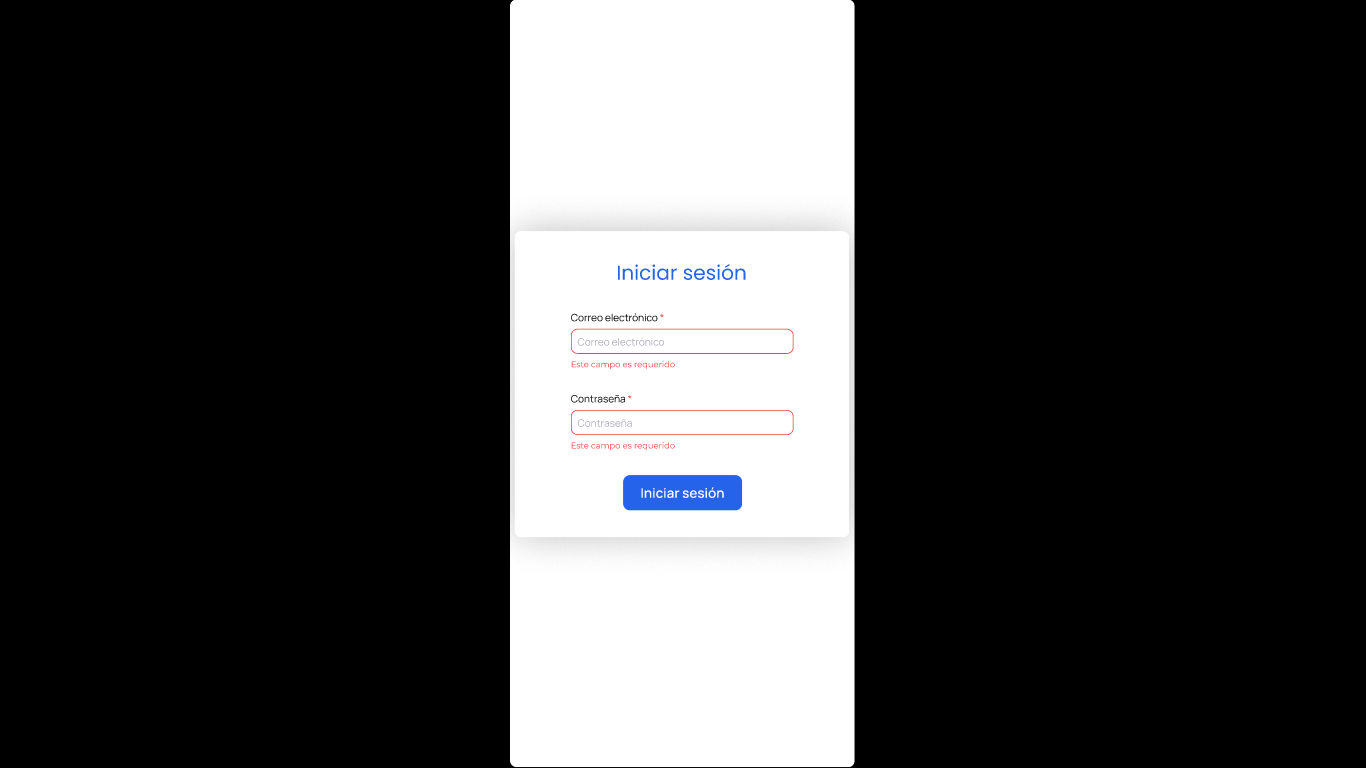 Iniciar sesión
Correo electrónico *
Correo electrónico
Este campo es requerido
Contraseña *
Contraseña
Este campo es requerido
Iniciar sesión